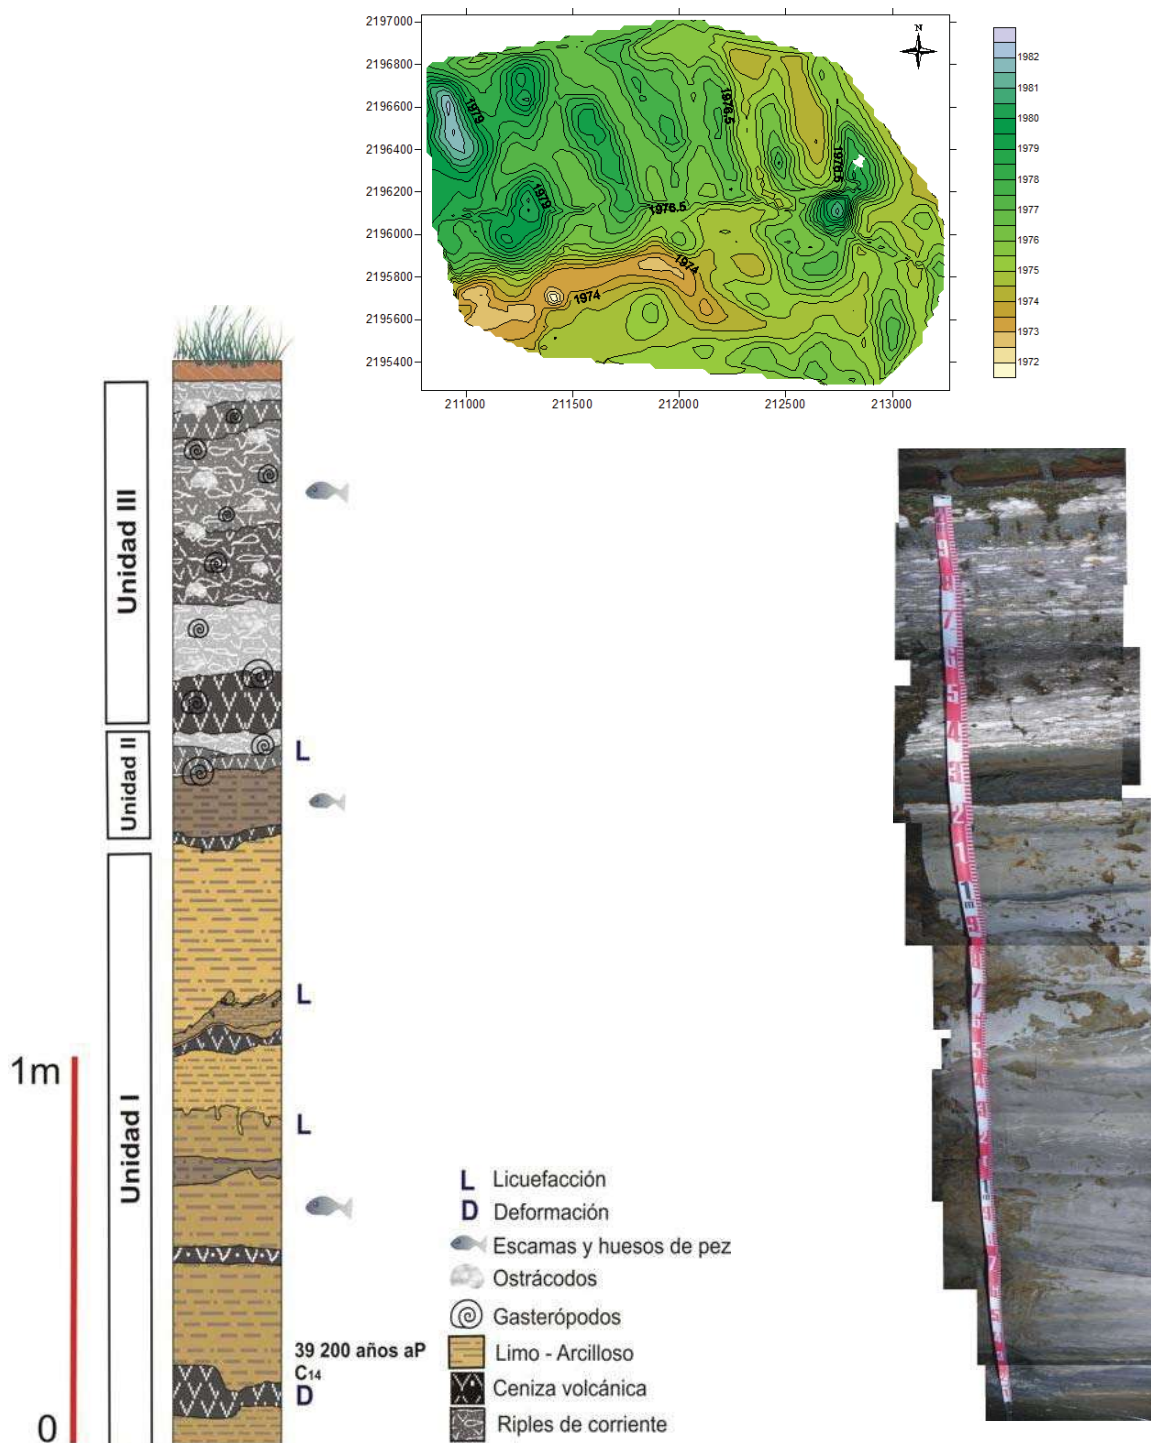 2197000
2196800
2196600
2196400
2196200
2196000
2195800
2195600
2195400
211000
211500
212000
212500
213000
N
1979
1979
1976.5
1976.5
1976.5
1974
1974
1982
1981
1980
1979
1978
1977
1976
1975
1974
1973
1972
Unidad III
Unidad II
Unidad I
L
L
L
1m
0
39 200 años aP
C14
D
L Licuefacción
D Deformación
Escamas y huesos de pez
Ostrácodos
Gasterópodos
Limo - Arcilloso
Ceniza volcánica
Riples de corriente